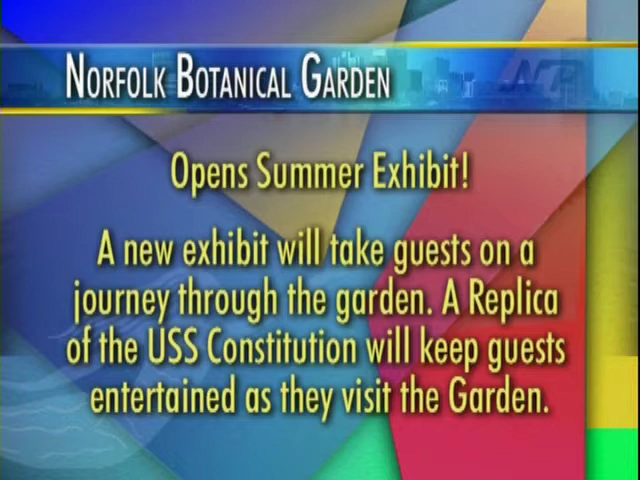 NORFOLK BOTANICAL GARDEN
Opens Summer Exhibit!
A new exhibit will take guests on a
journey through the garden. A Replica
of the USS Constitution will keep guests
entertained as they visit the Garden.